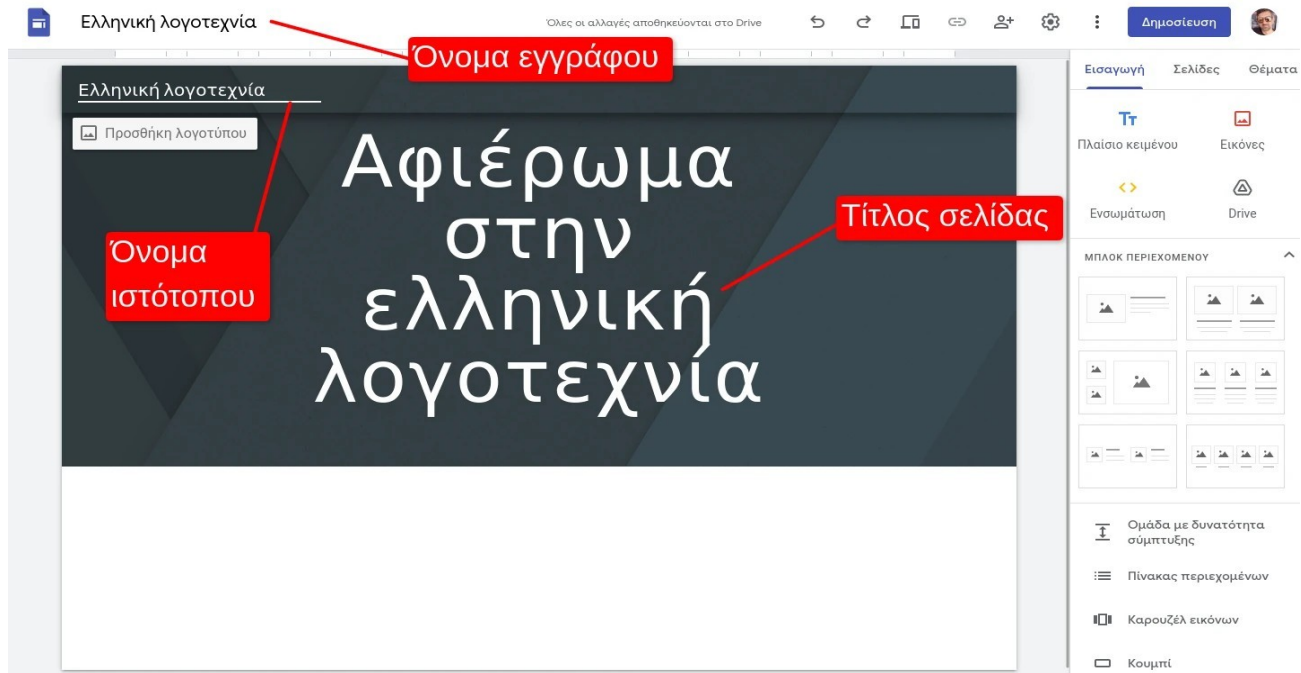 Ελληνική λογοτεχνία
Όλες οι αλλαγές αποθηκεύονται στο Drive
Δημοσίευση
Όνομα εγγράφου
Εισαγωγή Σελίδες Θέματα
Ελληνική λογοτεχνία
Προσθήκη λογοτύπου
Αφιέρωμα
στην
ελληνική
λογοτεχνία
Όνομα
ιστότοπου
Τίτλος σελίδας
Πλαίσιο κειμένου Εικόνες
Ενσωμάτωση Drive
ΜΠΛΟΚ ΠΕΡΙΕΧΟΜΕΝΟΥ
Ομάδα με δυνατότητα
σύμπτυξης
Πίνακας περιεχομένων
Καρουζέλ εικόνων
Κουμπί